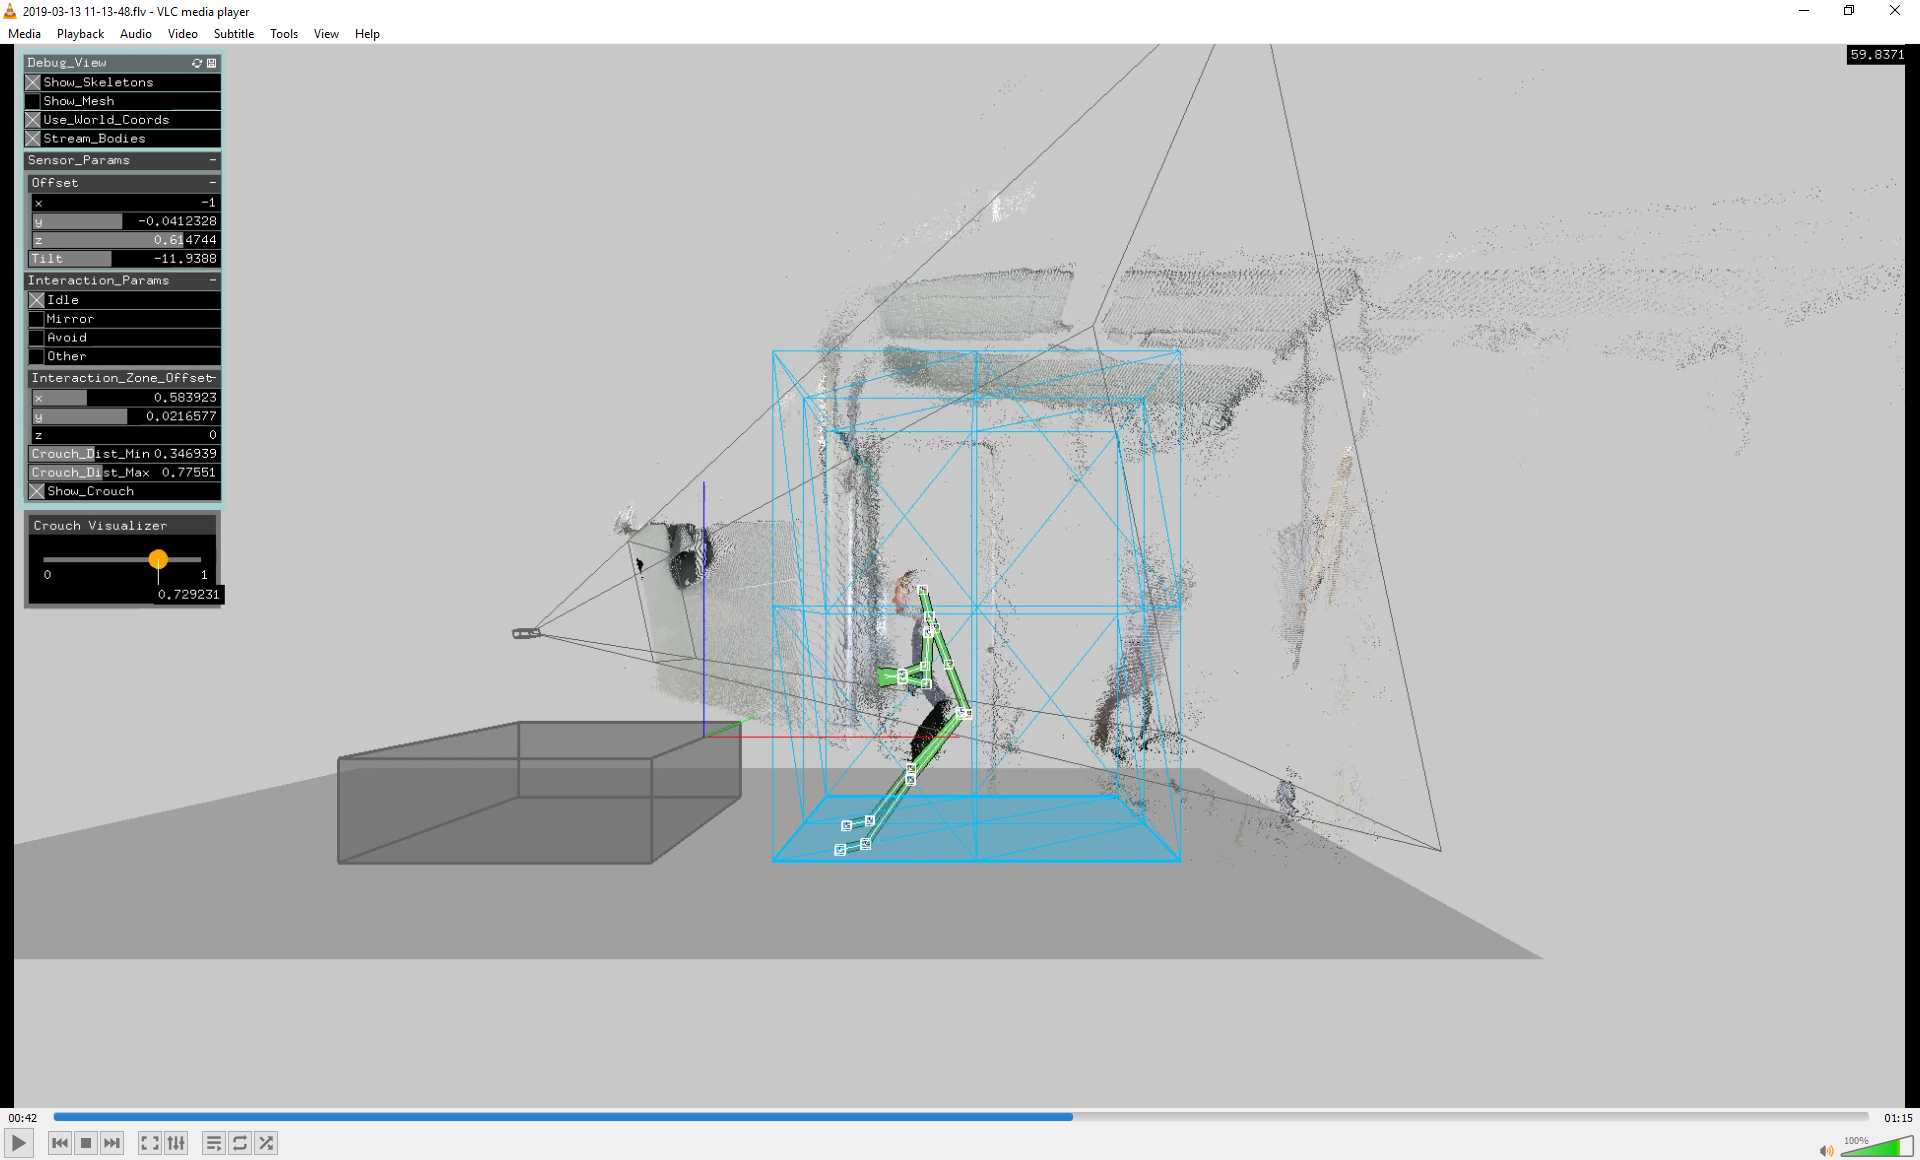 2019-03-13 11-13-48.flv - VLC media player
Media Playback Audio Video Subtitle Tools View Help
59.8371
Debug_View
Show_Skeletons
Show_Mesh
Use_World_Coords
Stream_Bodies
Sensor_Params -
Offset -
x -1
y -0.0412328
z 0.614744
Tilt -11.9388
Interaction_Params -
Idle
Mirror
Avoid
Other
Interaction_Zone_Offset-
x 0.583923
y 0.0216577
z 0
Crouch_Dist_Min 0.346939
Crouch_Dist_Max 0.77551
Show_Crouch
Crouch Visualizer
0 1
0.729231
00:42 01:15
100%